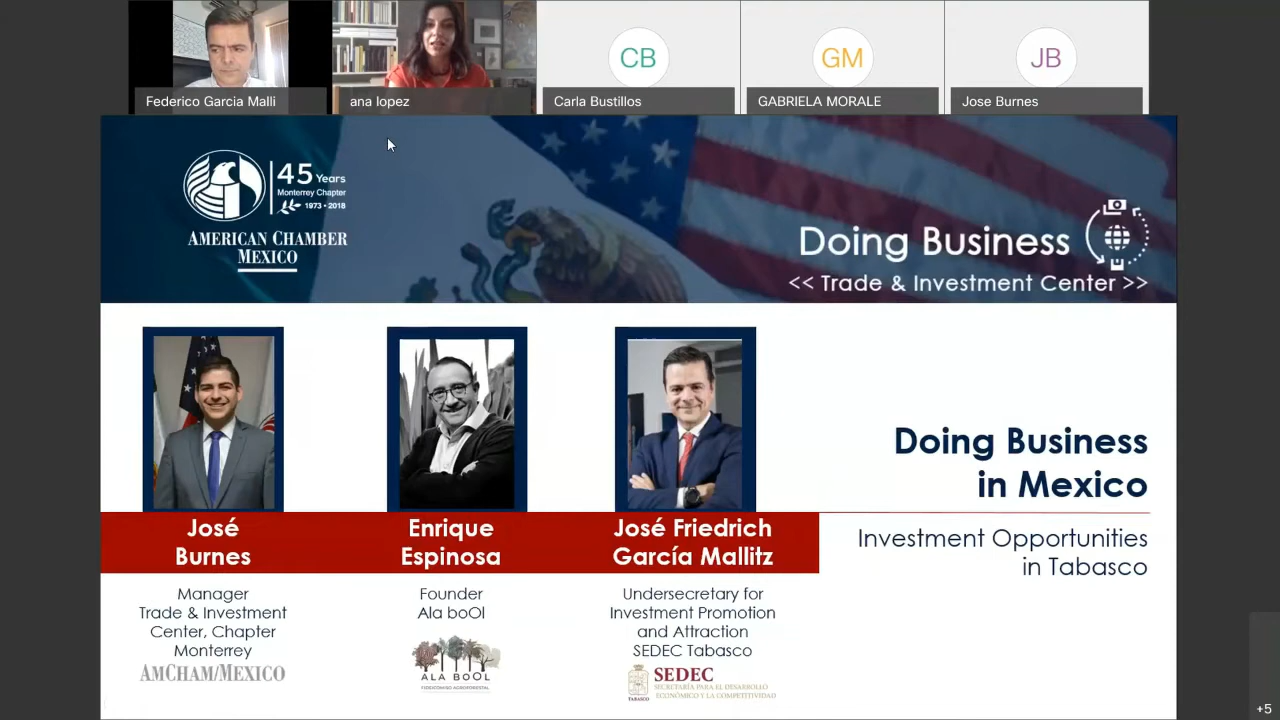 CB
GM
JB
Federico Garcia Malli
ana lopez
Carla Bustillos
GABRIELA MORALE
Jose Burnes
45 Years
Monterrey Chapter
1973 • 2018
AMERICAN CHAMBER
MEXICO
Doing Business
<< Trade & Investment Center >>
Doing Business
in Mexico
Investment Opportunities
in Tabasco
José
Burnes
Manager
Trade & Investment
Center, Chapter
Monterrey
AMCHAM/MEXICO
Enrique
Espinosa
Founder
Ala boOl
ALA BOOL
FIDEICOMISO AGROFORESTAL
José Friedrich
García Mallitz
Undersecretary for
Investment Promotion
and Attraction
SEDEC Tabasco
TABASCO
SEDEC
SECRETARÍA PARA EL DESARROLLO
ECONÓMICO Y LA COMPETITIVIDAD
+5